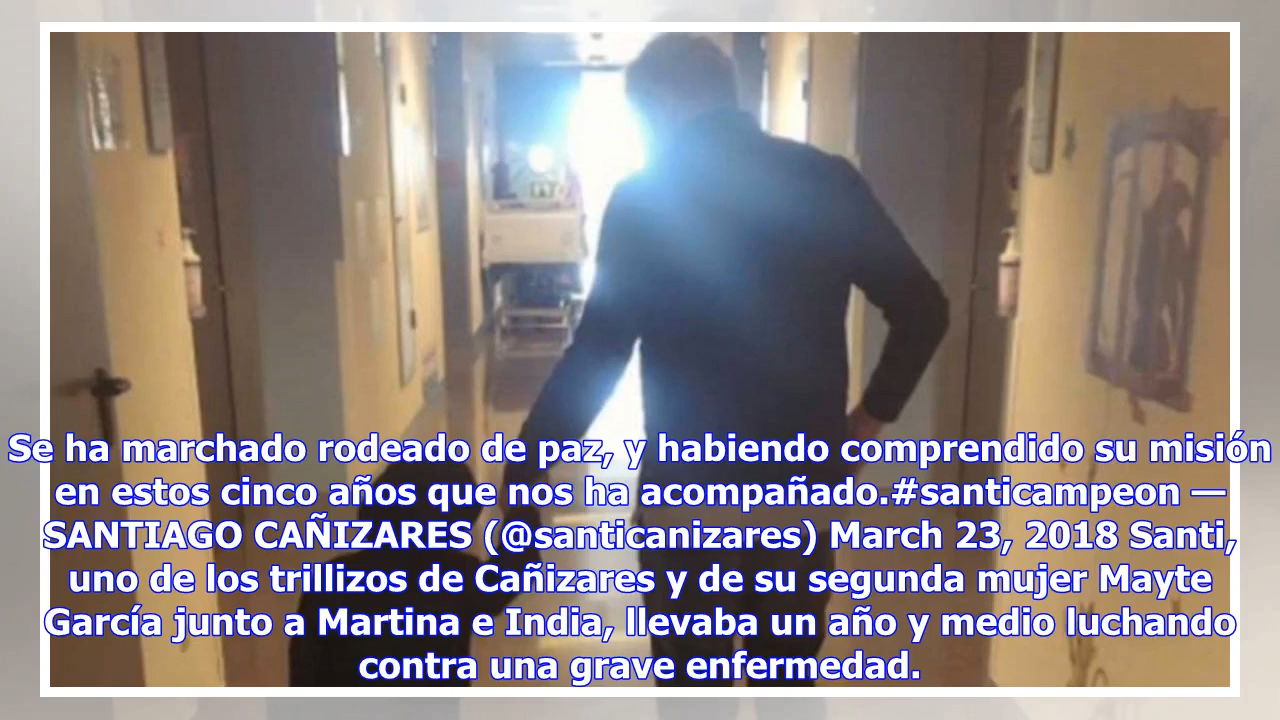 Se ha marchado rodeado de paz, y habiendo comprendido su misión
en estos cinco años que nos ha acompañado.#santicampeon —
SANTIAGO CAÑIZARES (@santicanizares) March 23, 2018 Santi,
uno de los trillizos de Cañizares y de su segunda mujer Mayte
García junto a Martina e India, llevaba un año y medio luchando
contra una grave enfermedad.